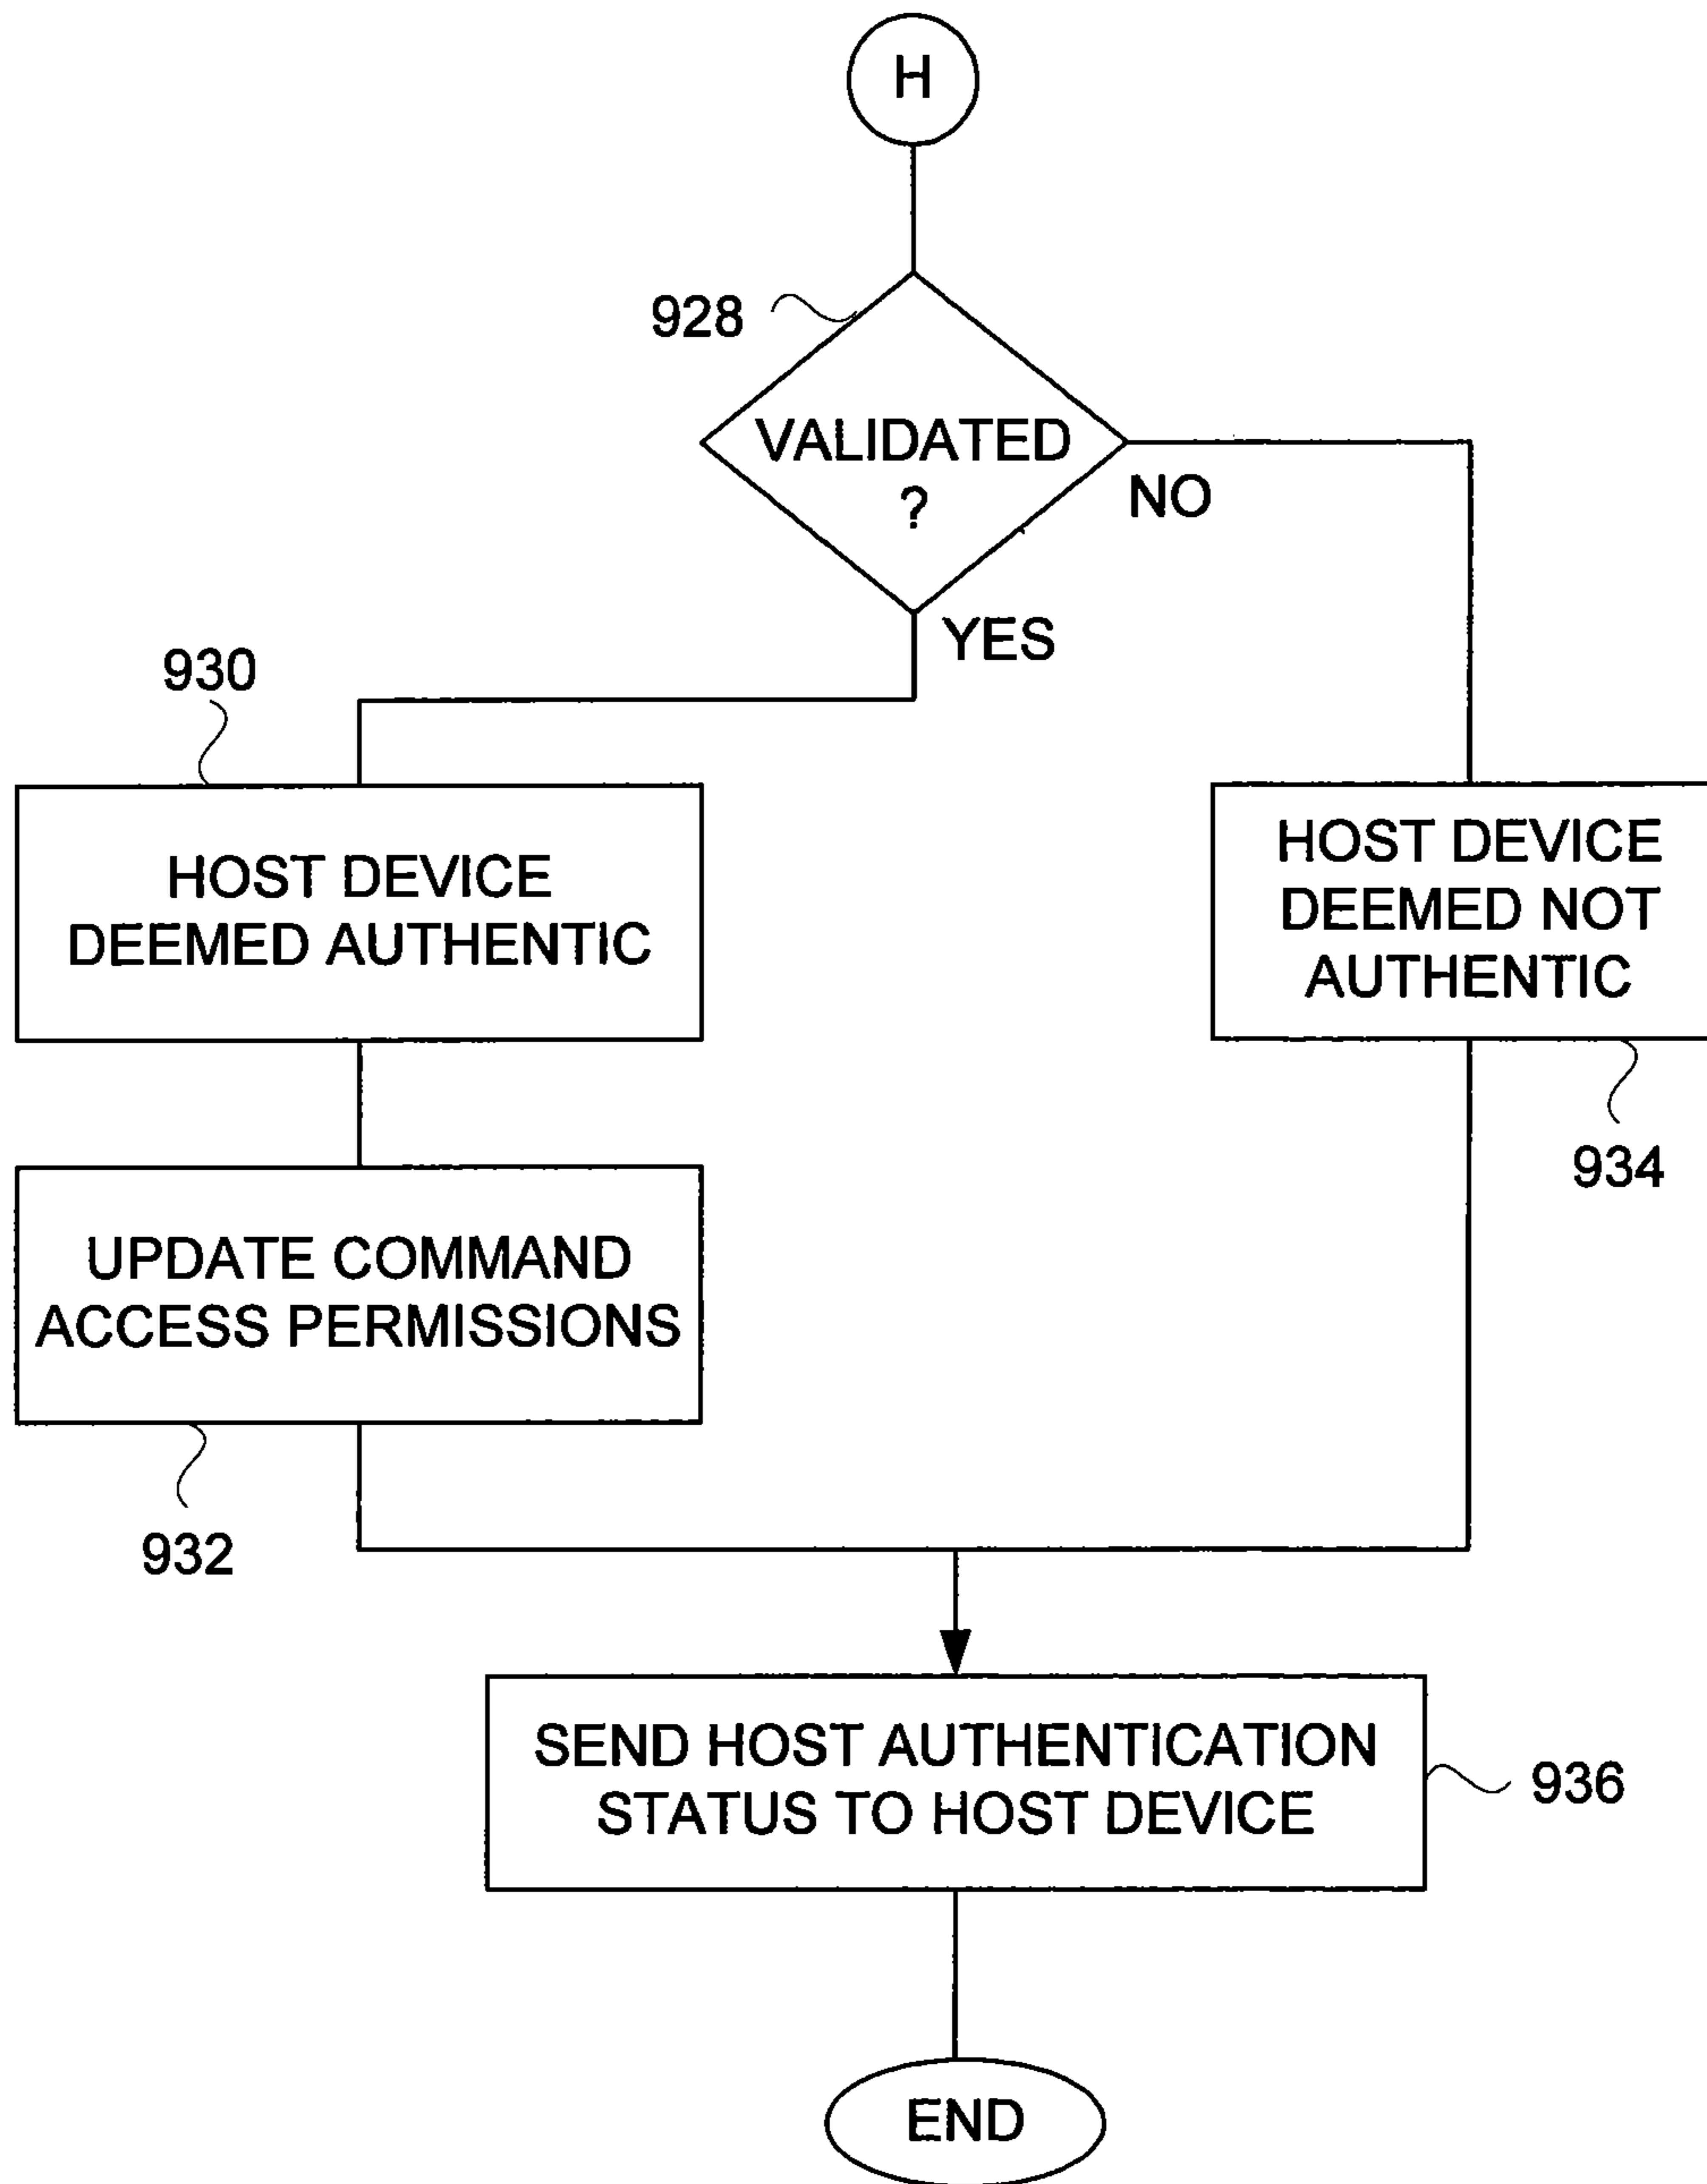 H
928
VALIDATED
?
NO
YES
930
HOST DEVICE
DEEMED AUTHENTIC
HOST DEVICE
DEEMED NOT
AUTHENTIC
934
UPDATE COMMAND
ACCESS PERMISSIONS
932
SEND HOST AUTHENTICATION
STATUS TO HOST DEVICE
936
END